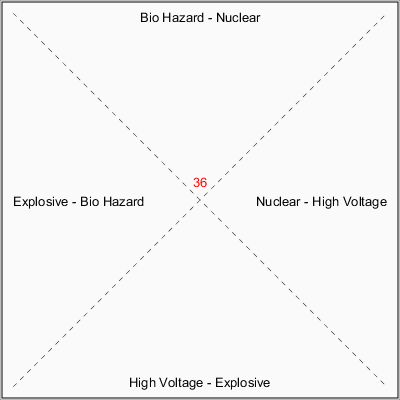 Bio Hazard - Nuclear
36
Explosive - Bio Hazard
Nuclear - High Voltage
High Voltage - Explosive